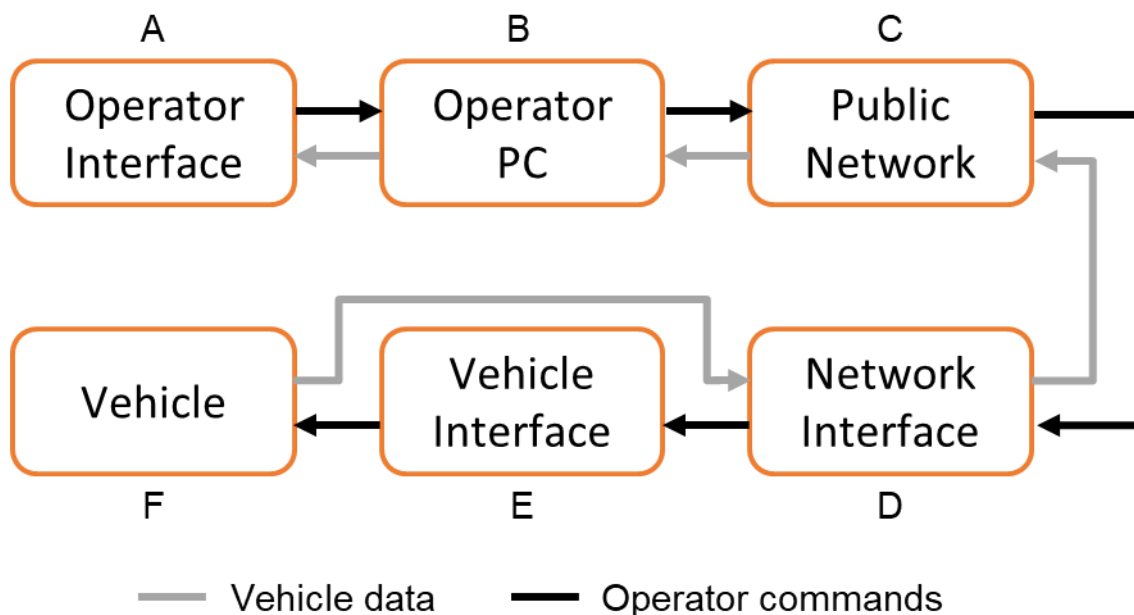 A
B
C
Operator
Interface
Operator
PC
Public
Network
Vehicle
Vehicle
Interface
Network
Interface
F
E
D
Vehicle data
Operator commands